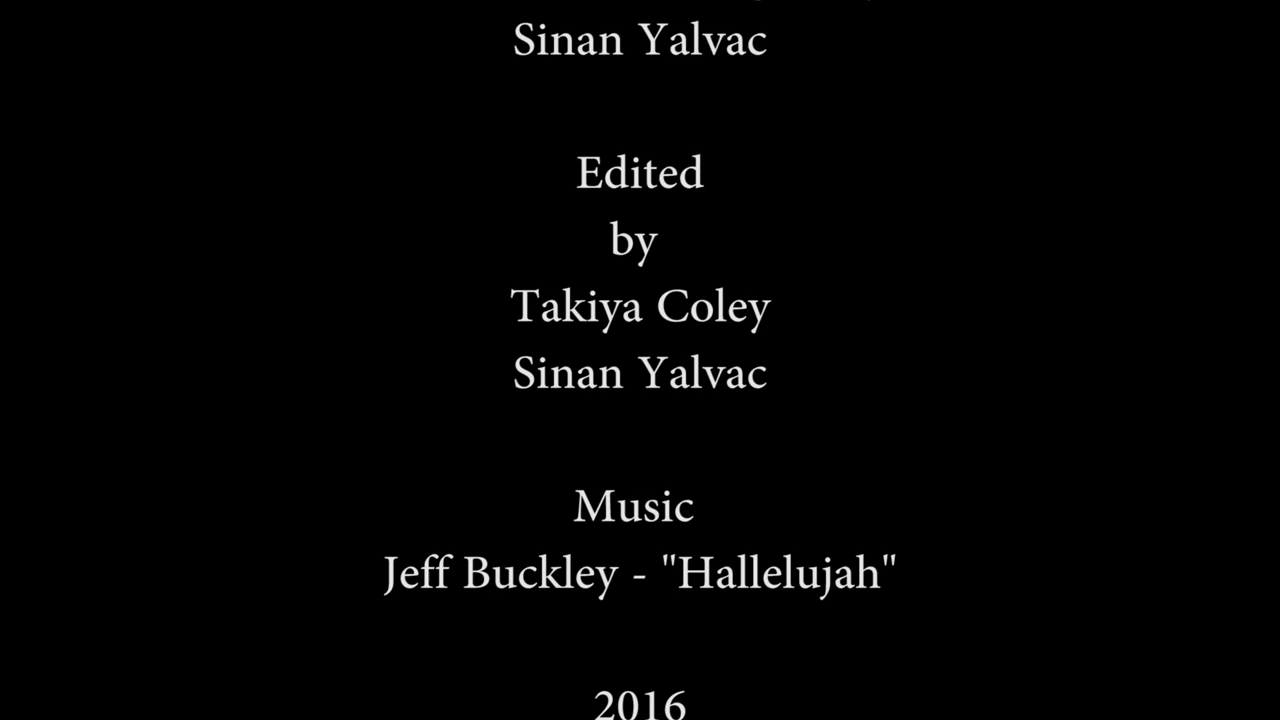 Sinan Yalvac
Edited
by
Takiya Coley
Sinan Yalvac
Music
Jeff Buckley - "Hallelujah"
2016